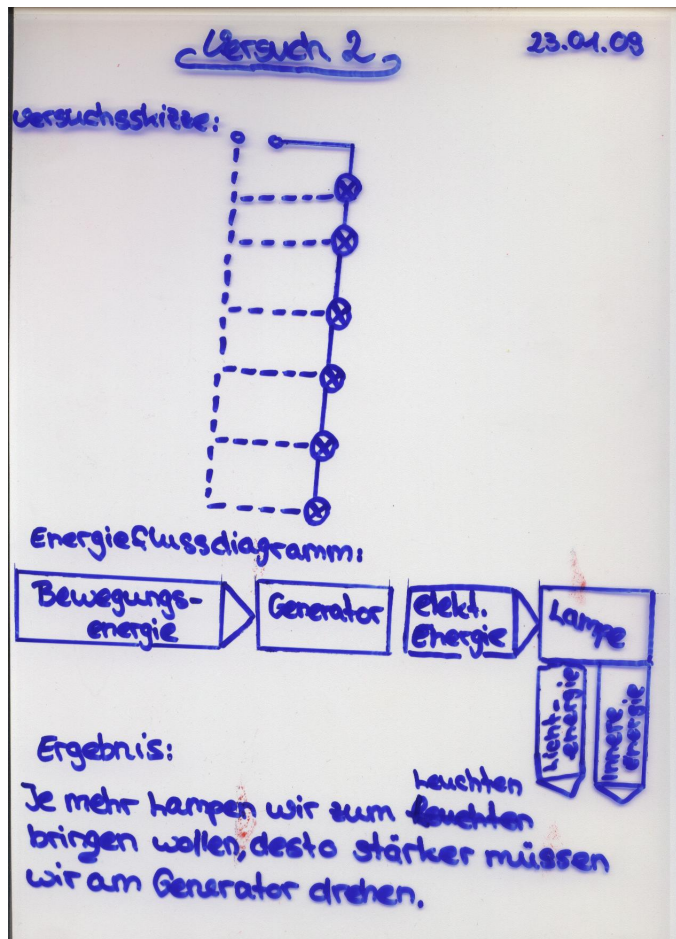 Versuch 2
23.01.09
Versuchsskizze:
Energieflussdiagramm:
Bewegungs-
energie
Generator
elekt.
Energie
Lampe
Licht-
energie
Innere
energie
Ergebnis:
Je mehr Lampen wir zum Leuchten
bringen wollen, desto stärker müssen
wir am Generator drehen.